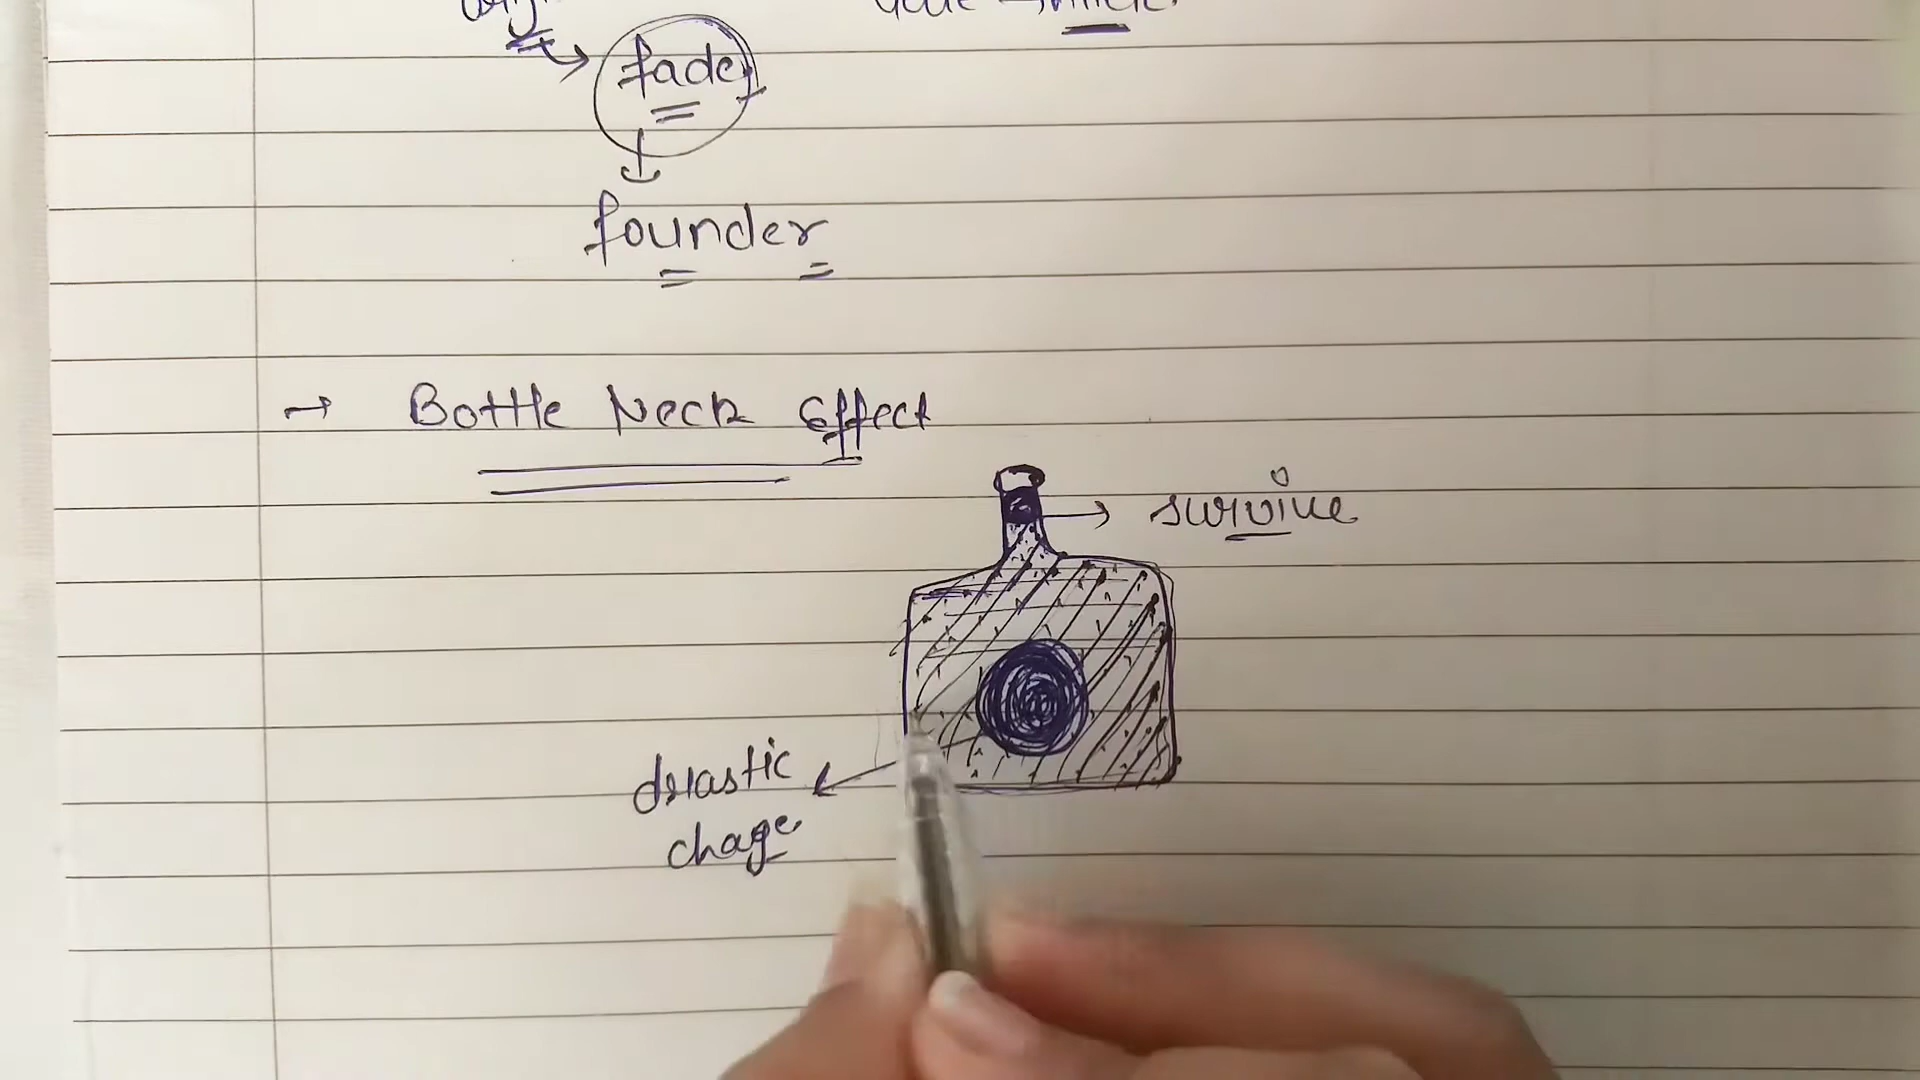 fade
founder
→ Bottle Neck Effect
survive
drastic
chage